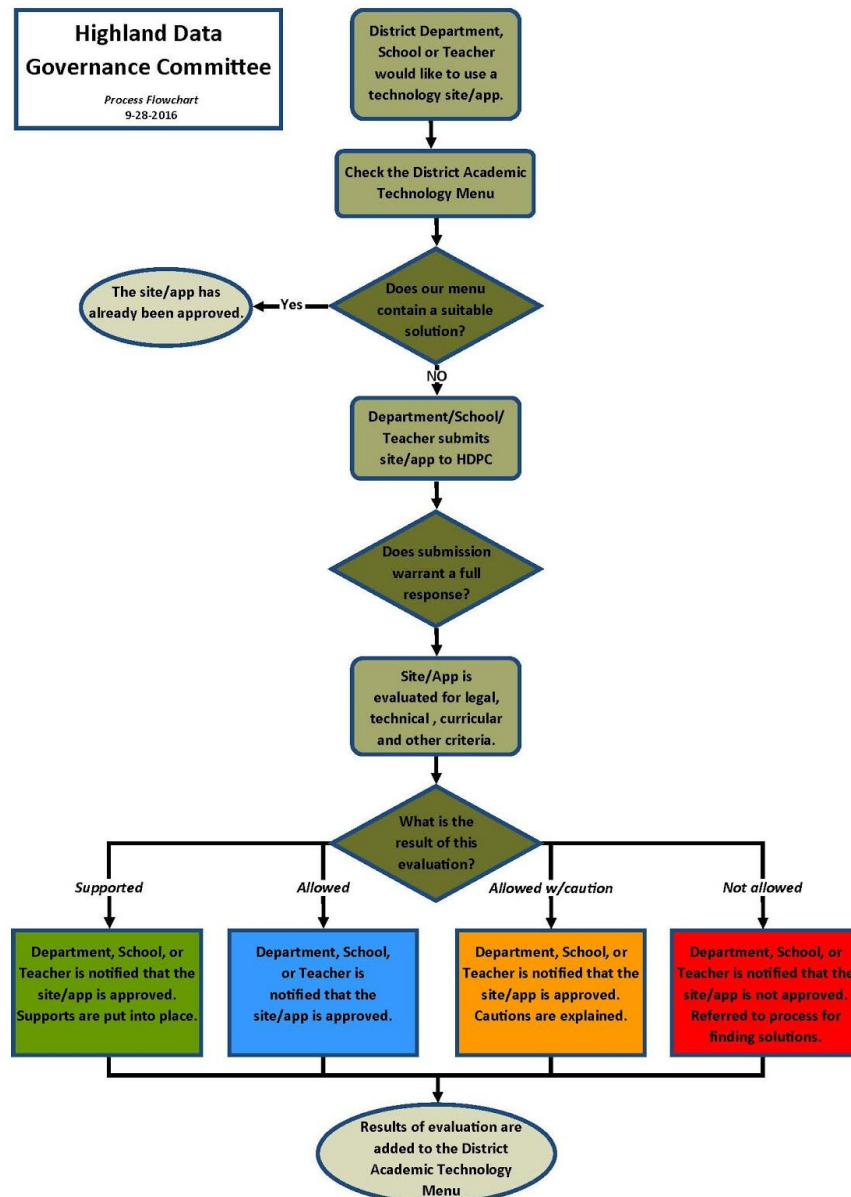 Highland Data
Governance Committee
Process Flowchart
9-28-2016
District Department,
School or Teacher
would like to use a
technology site/app.
Check the District Academic
Technology Menu
Does our menu
contain a suitable
solution?
Yes
The site/app has
already been approved.
NO
Department/School/
Teacher submits
site/app to HDPC
Does submission
warrant a full
response?
Site/App is
evaluated for legal,
technical , curricular
and other criteria.
What is the
result of this
evaluation?
Supported
Allowed
Allowed w/caution
Not allowed
Department, School, or
Teacher is notified that the
site/app is approved.
Supports are put into place.
Department, School,
or Teacher is
notified that the
site/app is approved.
Department, School, or
Teacher is notified that the
site/app is approved.
Cautions are explained.
Department, School, or
Teacher is notified that the
site/app is not approved.
Referred to process for
finding solutions.
Results of evaluation are
added to the District
Academic Technology
Menu